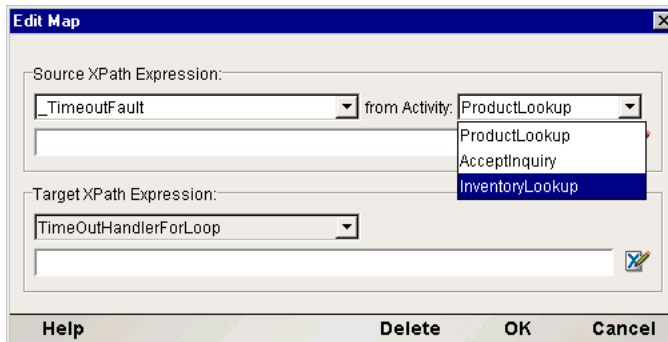 Edit Map
Source XPath Expression:
_TimeoutFault from Activity: ProductLookup
ProductLookup
AcceptInquiry
InventoryLookup
Target XPath Expression:
TimeOutHandlerForLoop
Help Delete OK Cancel